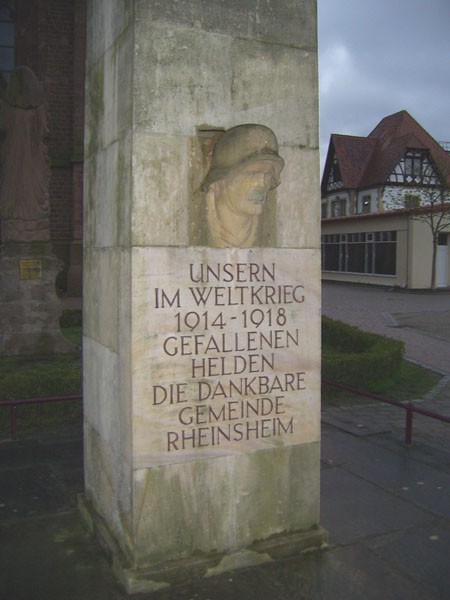 UNSERN
IM WELTKRIEG
1914-1918
GEFALLENEN
HELDEN
DIE DANKBARE
GEMEINDE
RHEINSHEIM